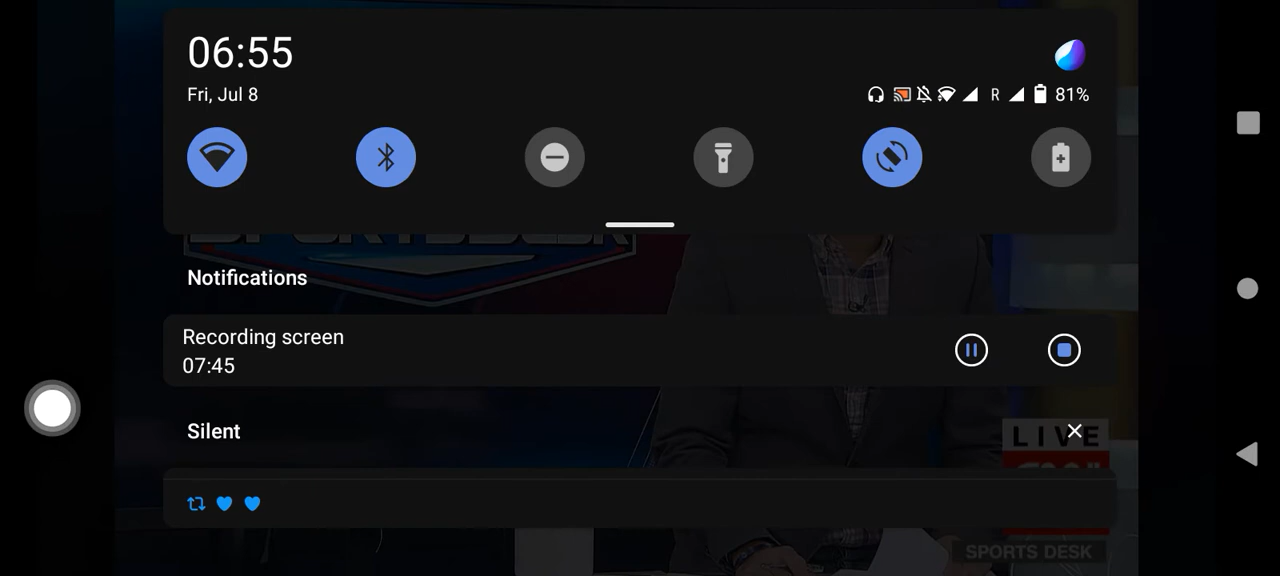 06:55
Fri, Jul 8
R
81%
Notifications
Recording screen
07:45
Silent
LIVE
SPORTS DESK